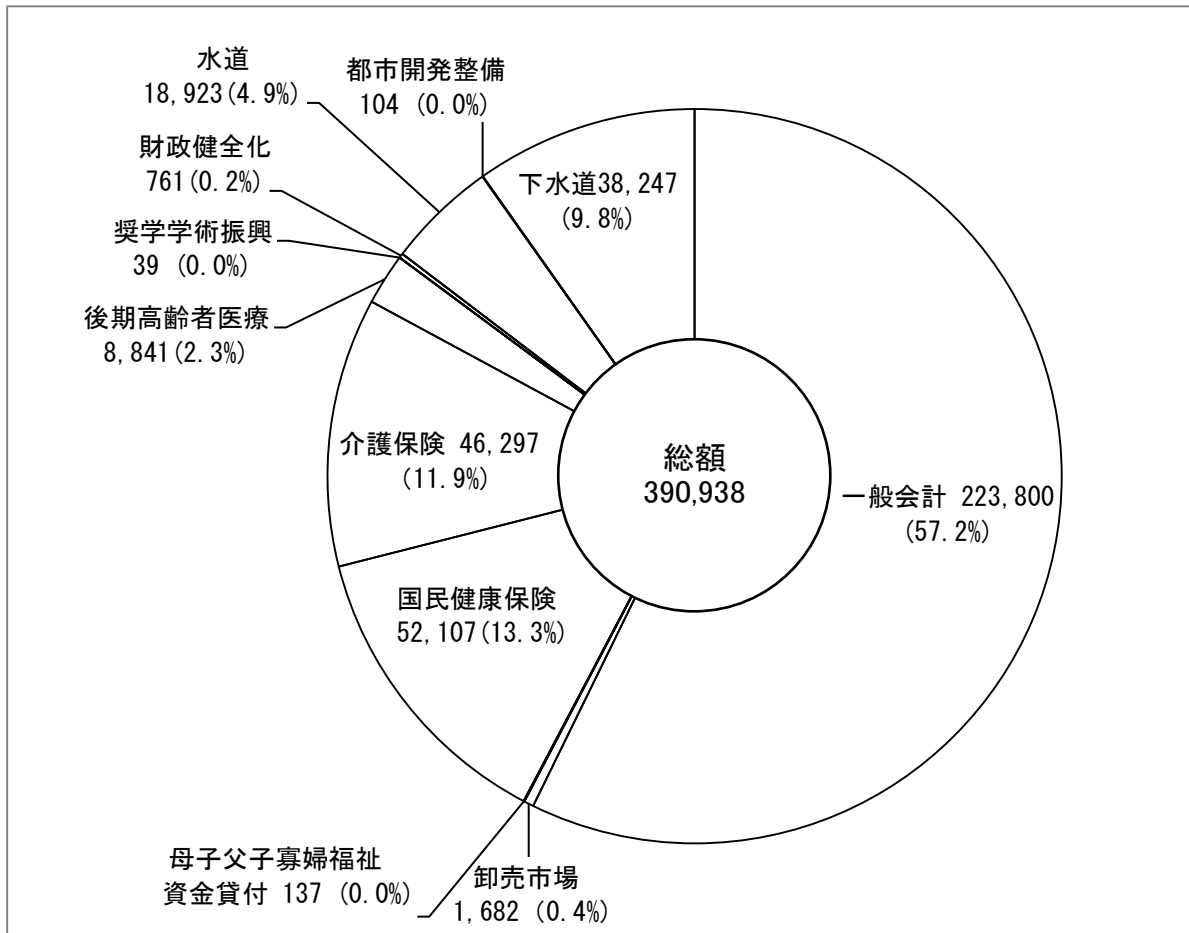 水道
18,923(4.9%)
都市開発整備
104 (0.0%)
財政健全化
761(0.2%)
下水道38,247
(9.8%)
奨学学術振興
39 (0.0%)
後期高齢者医療
8,841(2.3%)
介護保険 46,297
(11.9%)
総額
390,938
一般会計 223,800
(57.2%)
国民健康保険
52,107(13.3%)
母子父子寡婦福祉
資金貸付 137 (0.0%)
卸売市場
1,682 (0.4%)